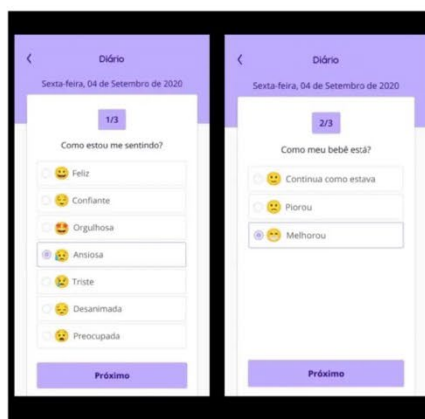 Diário
Sexta-feira, 04 de Setembro de 2020
1/3
Como estou me sentindo?
Feliz
Confiante
Orgulhosa
Ansiosa
Triste
Desanimada
Preocupada
Próximo
Diário
Sexta-feira, 04 de Setembro de 2020
2/3
Como meu bebê está?
Continua como estava
Piorou
Melhorou
Próximo